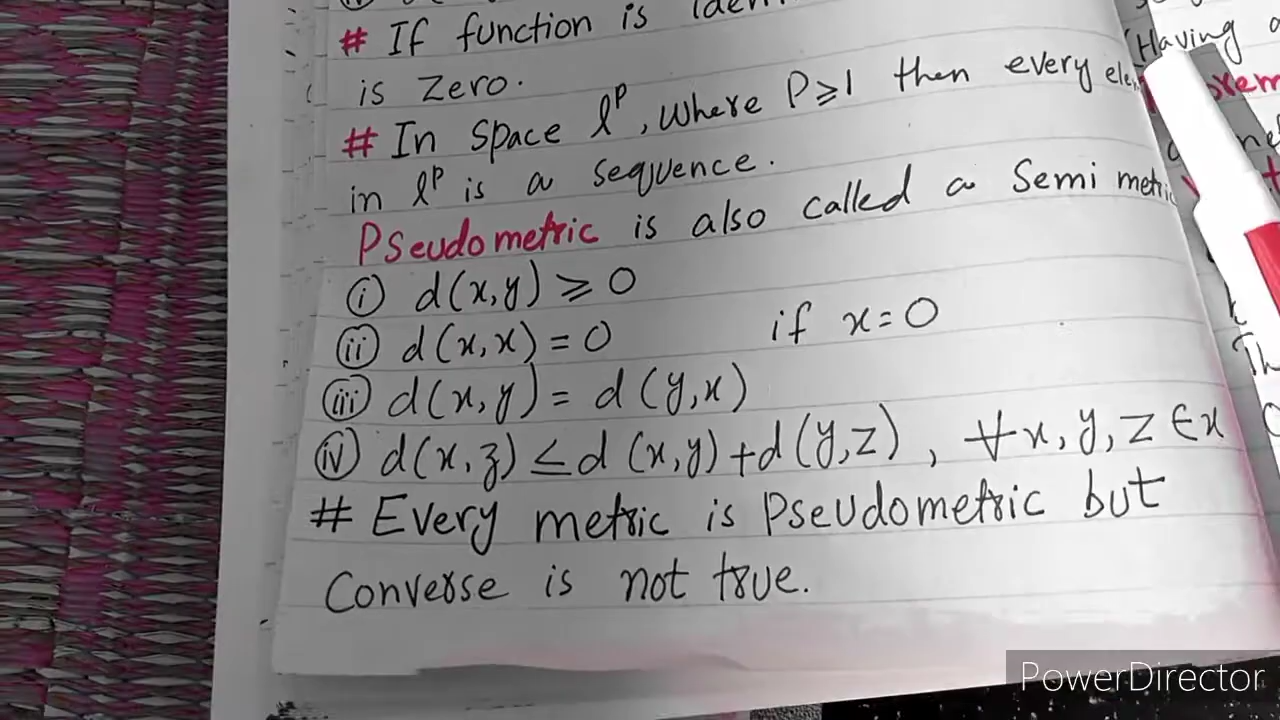 # If function is
is Zero.
# In Space lᵖ, where P⩾1 then every
in lᵖ is a sequence.
Pseudometric is also called a Semi metric
(i) d(x,y) ⩾ 0
(ii) d(x,x) = 0 if x=0
(iii) d(x,y) = d(y,x)
(iv) d(x,z) ≤ d(x,y)+d(y,z), ∀x,y,z ∈x
# Every metric is Pseudometric but
Converse is not true.
(Having
PowerDirector